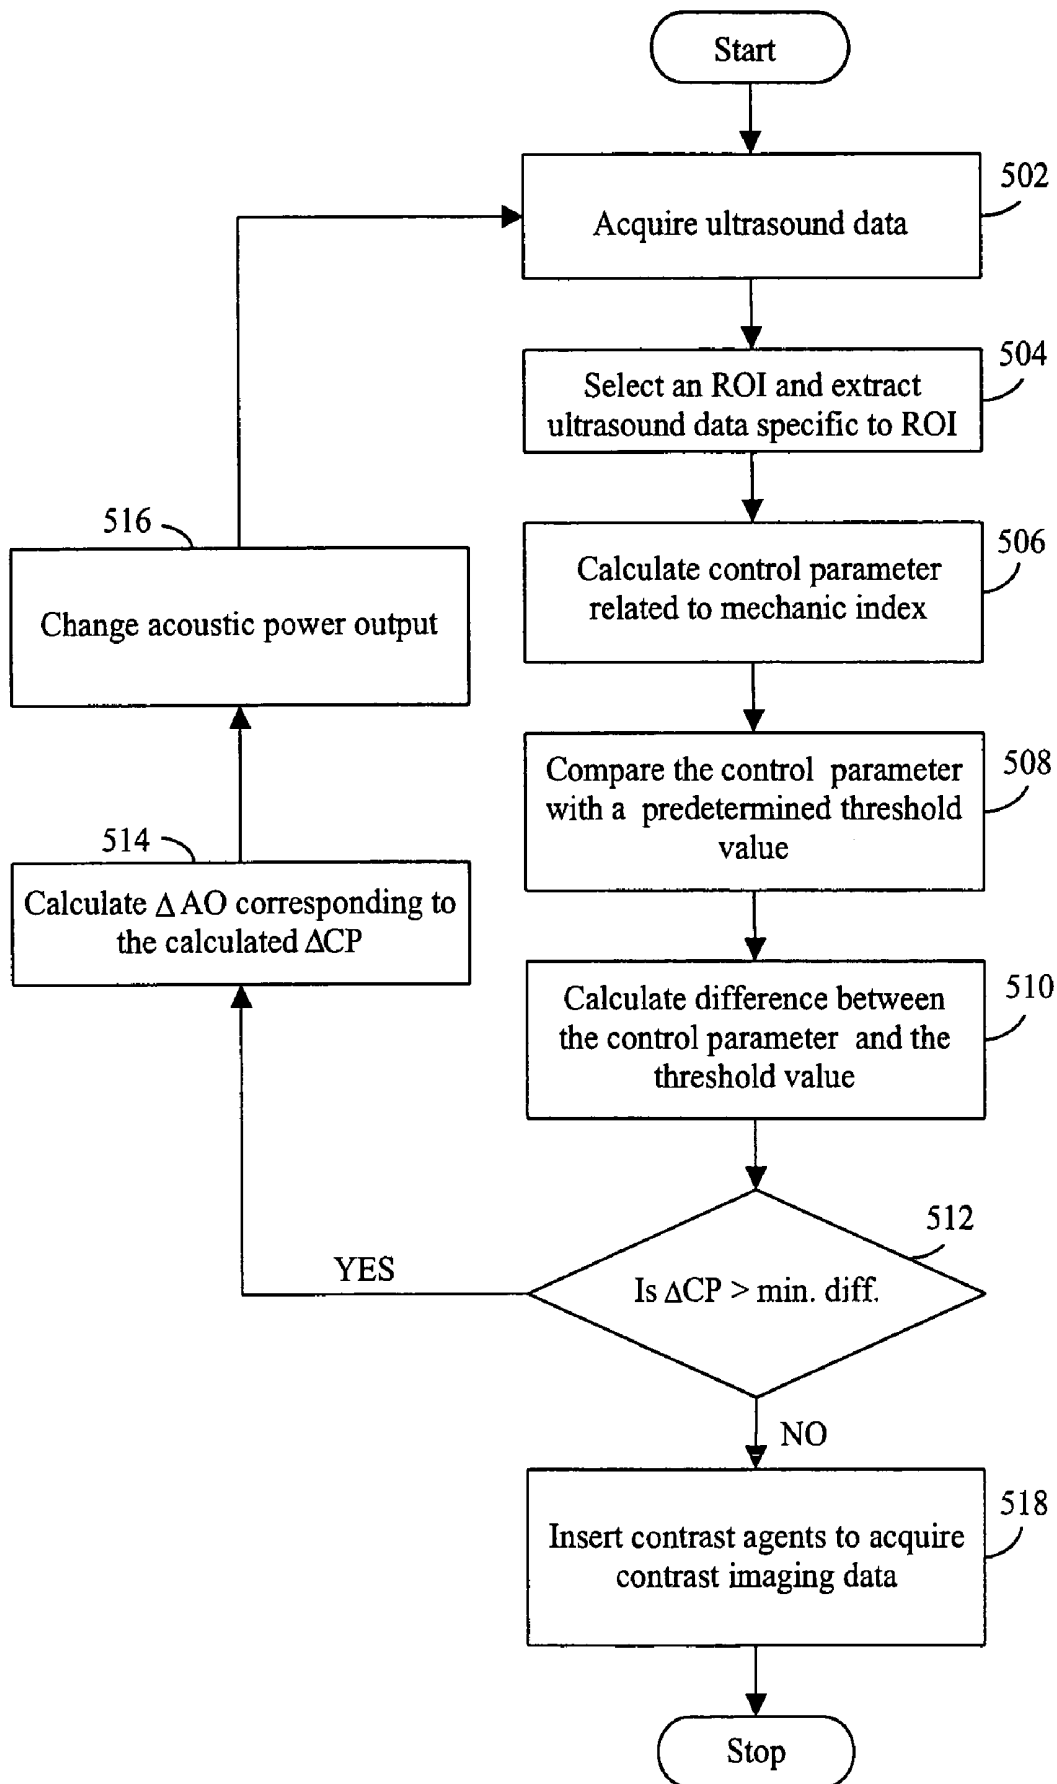 Start
502
Acquire ultrasound data
504
Select an ROI and extract
ultrasound data specific to ROI
516
506
Change acoustic power output
Calculate control parameter
related to mechanic index
508
Compare the control parameter
with a predetermined threshold
value
514
Calculate Δ AO corresponding to
the calculated ΔCP
510
Calculate difference between
the control parameter and the
threshold value
512
YES
Is ΔCP > min. diff.
NO
518
Insert contrast agents to acquire
contrast imaging data
Stop